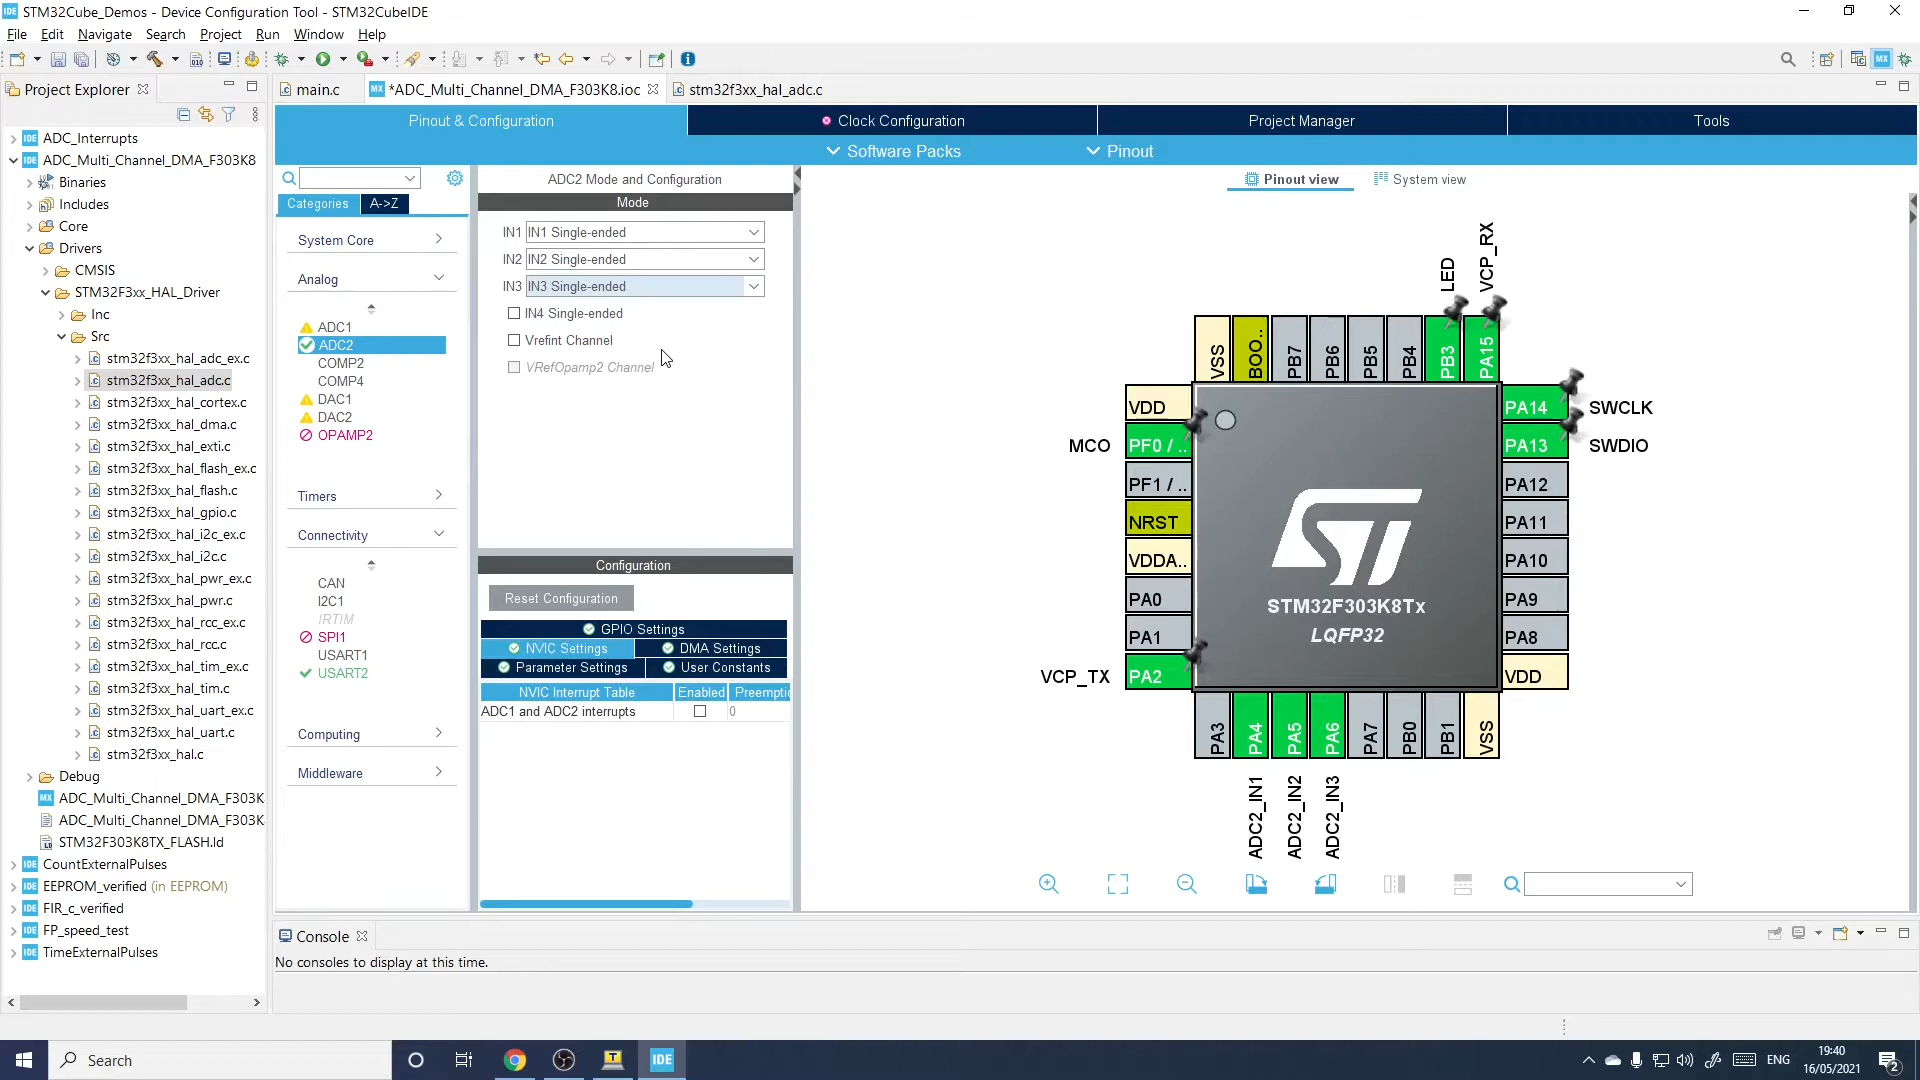 STM32Cube_Demos - Device Configuration Tool - STM32CubeIDE
File Edit Navigate Search Project Run Window Help
Project Explorer
main.c
*ADC_Multi_Channel_DMA_F303K8.ioc
stm32f3xx_hal_adc.c
Pinout & Configuration
Clock Configuration
Project Manager
Tools
Software Packs
Pinout
ADC_Interrupts
ADC_Multi_Channel_DMA_F303K8
Binaries
Includes
Core
Drivers
CMSIS
STM32F3xx_HAL_Driver
Inc
Src
stm32f3xx_hal_adc_ex.c
stm32f3xx_hal_adc.c
stm32f3xx_hal_cortex.c
stm32f3xx_hal_dma.c
stm32f3xx_hal_exti.c
stm32f3xx_hal_flash_ex.c
stm32f3xx_hal_flash.c
stm32f3xx_hal_gpio.c
stm32f3xx_hal_i2c_ex.c
stm32f3xx_hal_i2c.c
stm32f3xx_hal_pwr_ex.c
stm32f3xx_hal_pwr.c
stm32f3xx_hal_rcc_ex.c
stm32f3xx_hal_rcc.c
stm32f3xx_hal_tim_ex.c
stm32f3xx_hal_tim.c
stm32f3xx_hal_uart_ex.c
stm32f3xx_hal_uart.c
stm32f3xx_hal.c
Debug
ADC_Multi_Channel_DMA_F303K
ADC_Multi_Channel_DMA_F303K
STM32F303K8TX_FLASH.ld
CountExternalPulses
EEPROM_verified (in EEPROM)
FIR_c_verified
FP_speed_test
TimeExternalPulses
Categories
A->Z
System Core
Analog
ADC1
ADC2
COMP2
COMP4
DAC1
DAC2
OPAMP2
Timers
Connectivity
CAN
I2C1
IRTIM
SPI1
USART1
USART2
Computing
Middleware
ADC2 Mode and Configuration
Mode
IN1 IN1 Single-ended
IN2 IN2 Single-ended
IN3 IN3 Single-ended
IN4 Single-ended
Vrefint Channel
VRefOpamp2 Channel
Configuration
Reset Configuration
GPIO Settings
NVIC Settings
DMA Settings
Parameter Settings
User Constants
NVIC Interrupt Table Enabled Preempti
ADC1 and ADC2 interrupts 0
Pinout view
System view
LED
VCP_RX
VSS
BOO..
PB7
PB6
PB5
PB4
PB3
PA15
VDD
MCO PF0 / ..
PF1 / ..
NRST
VDDA..
PA0
PA1
VCP_TX PA2
PA14 SWCLK
PA13 SWDIO
PA12
PA11
PA10
PA9
PA8
VDD
ST
STM32F303K8Tx
LQFP32
PA3
PA4
PA5
PA6
PA7
PB0
PB1
VSS
ADC2_IN1
ADC2_IN2
ADC2_IN3
Console
No consoles to display at this time.
Search
IDE
ENG
19:40
16/05/2021
2